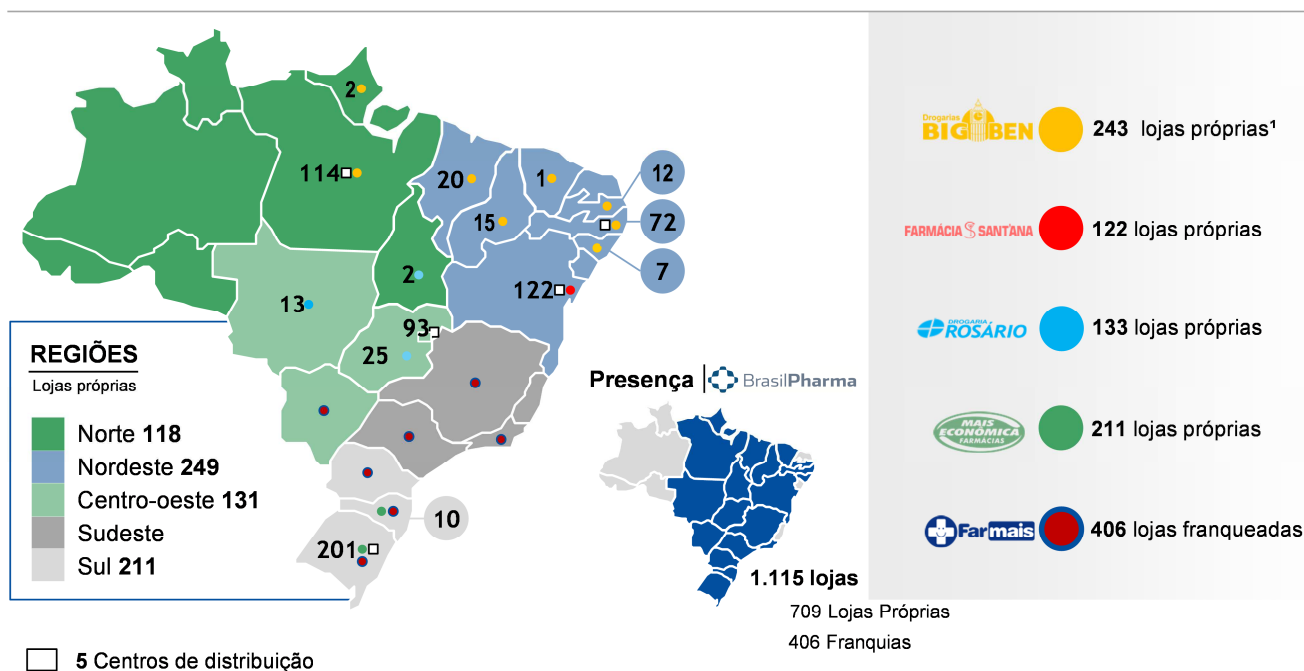 2
114
20
1
12
15
72
7
2
122
13
93
25
10
201
REGIÕES
Lojas próprias
Norte 118
Nordeste 249
Centro-oeste 131
Sudeste
Sul 211
5 Centros de distribuição
Presença BrasilPharma
1.115 lojas
709 Lojas Próprias
406 Franquias
Drogarias
BIG BEN
243 lojas próprias¹
FARMÁCIA SANT'ANA
122 lojas próprias
DROGARIA
ROSÁRIO
133 lojas próprias
MAIS
ECONÔMICA
FARMÁCIAS
211 lojas próprias
Farmais
406 lojas franqueadas